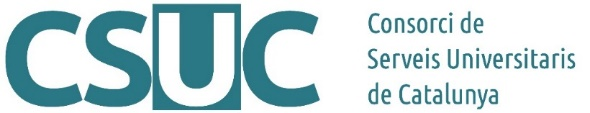 CSUC
Consorci de
Serveis Universitaris
de Catalunya